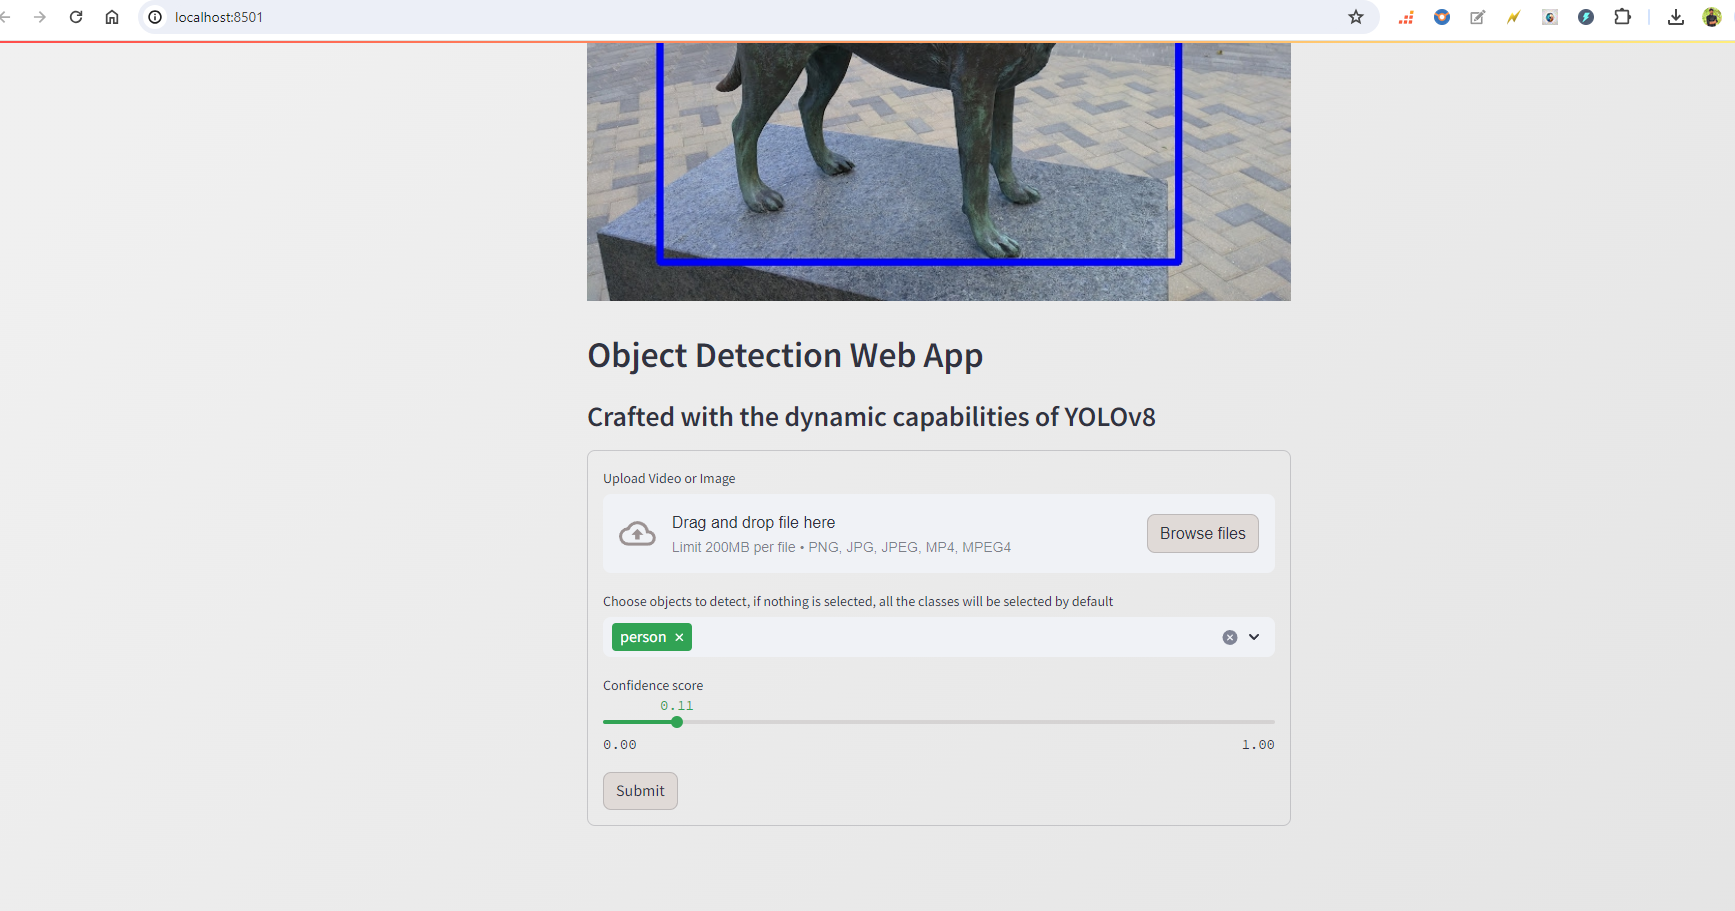 localhost:8501
Object Detection Web App
Crafted with the dynamic capabilities of YOLOv8
Upload Video or Image
Drag and drop file here
Limit 200MB per file • PNG, JPG, JPEG, MP4, MPEG4
Browse files
Choose objects to detect, if nothing is selected, all the classes will be selected by default
person
Confidence score
0.11
0.00
1.00
Submit